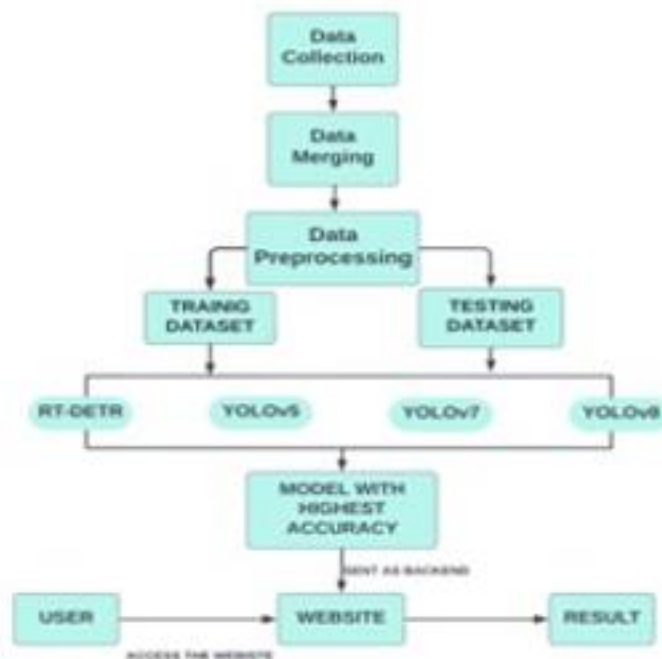 Data
Collection
Data
Merging
Data
Preprocessing
TRAINIG
DATASET
TESTING
DATASET
RT-DETR
YOLOv5
YOLOv7
YOLOv8
MODEL WITH
HIGHEST
ACCURACY
SENT AS BACKEND
USER
WEBSITE
RESULT
ACCESS THE WEBSITE